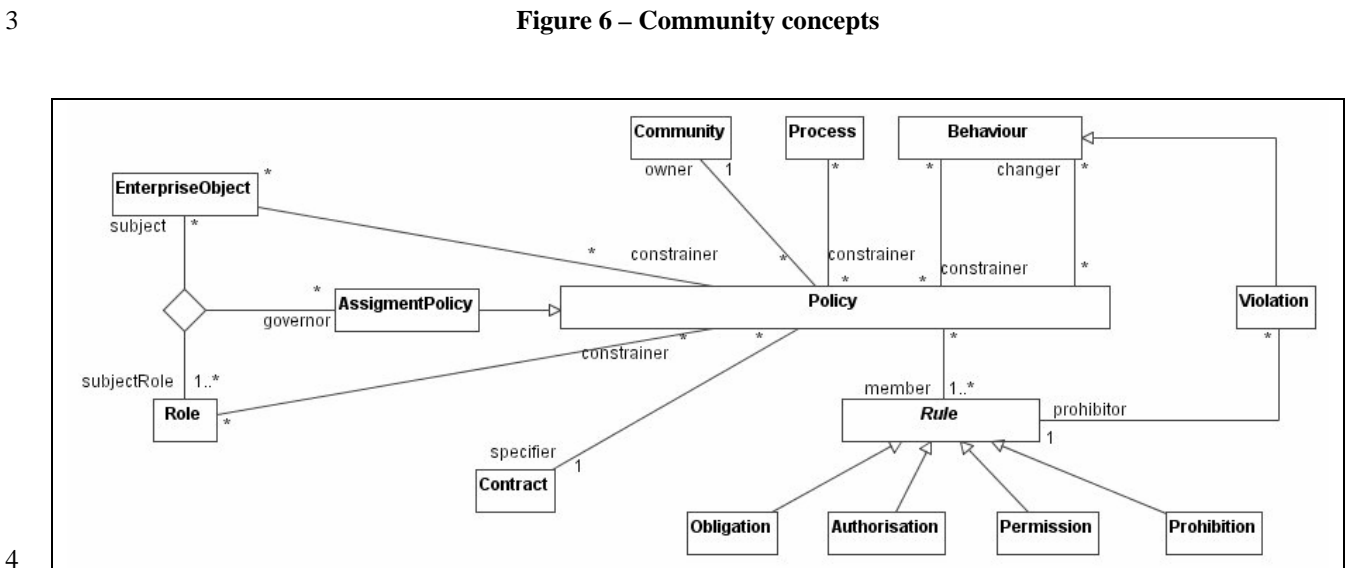 3 Figure 6 – Community concepts
Community Process Behaviour
owner 1 * * changer *
EnterpriseObject *
subject *
* constrainer * constrainer * constrainer *
* AssigmentPolicy Policy Violation
governor
constrainer * * * *
subjectRole 1..* member 1..*
Role * Rule prohibitor
1
specifier 1
Contract
Obligation Authorisation Permission Prohibition
4